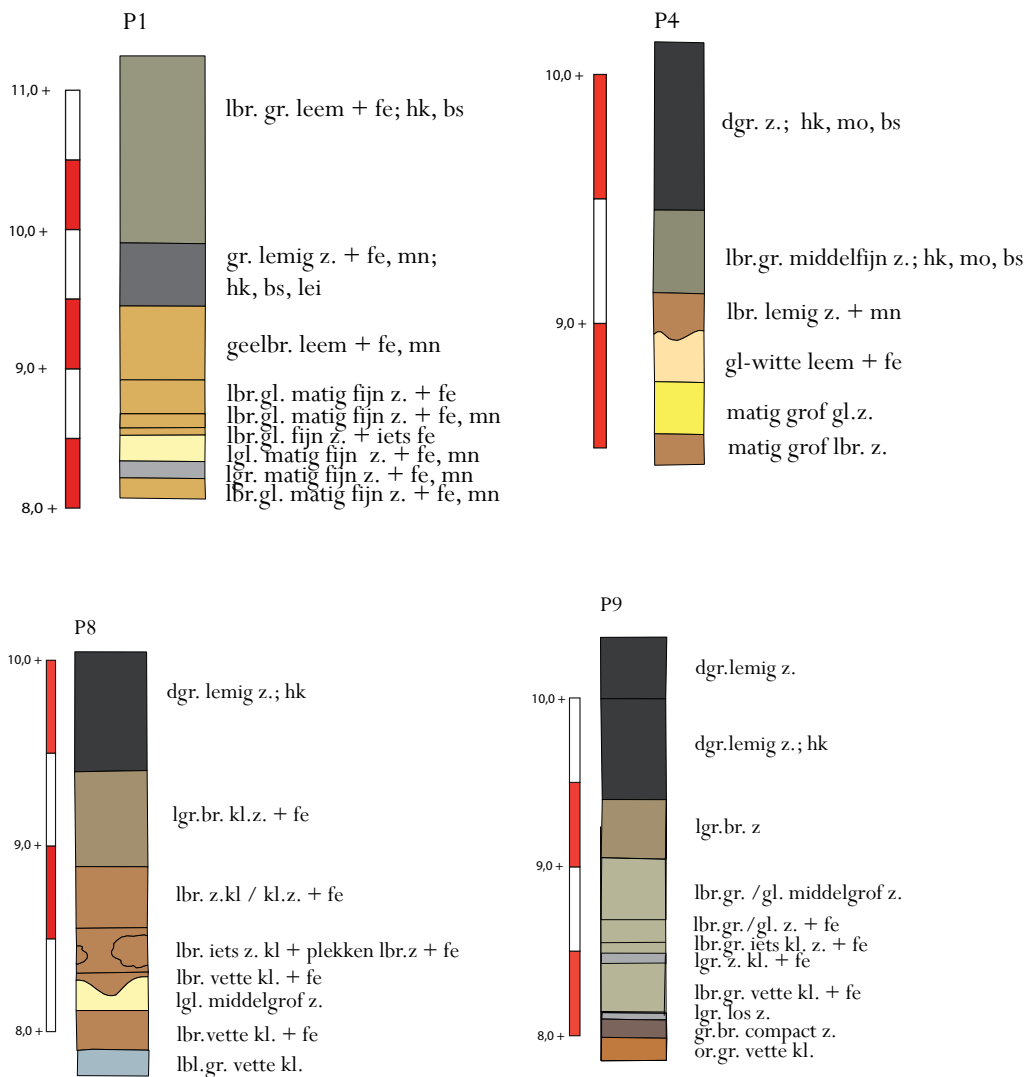 P1
11,0 +
10,0 +
9,0 +
8,0 +
lbr. gr. leem + fe; hk, bs
gr. lemig z. + fe, mn;
hk, bs, lei
geelbr. leem + fe, mn
lbr.gl. matig fijn z. + fe
lbr.gl. matig fijn z. + fe, mn
lbr.gl. fijn z. + iets fe
lgl. matig fijn z. + fe, mn
lgr. matig fijn z. + fe, mn
lbr.gl. matig fijn z. + fe, mn
P4
10,0 +
9,0 +
dgr. z.; hk, mo, bs
lbr.gr. middelfijn z.; hk, mo, bs
lbr. lemig z. + mn
gl-witte leem + fe
matig grof gl.z.
matig grof lbr. z.
P8
10,0 +
9,0 +
8,0 +
dgr. lemig z.; hk
lgr.br. kl.z. + fe
lbr. z.kl / kl.z. + fe
lbr. iets z. kl + plekken lbr.z + fe
lbr. vette kl. + fe
lgl. middelgrof z.
lbr.vette kl. + fe
lbl.gr. vette kl.
P9
10,0 +
9,0 +
8,0 +
dgr.lemig z.
dgr.lemig z.; hk
lgr.br. z
lbr.gr. /gl. middelgrof z.
lbr.gr./gl. z. + fe
lbr.gr. iets kl. z. + fe
lgr. z. kl. + fe
lbr.gr. vette kl. + fe
lgr. los z.
gr.br. compact z.
or.gr. vette kl.